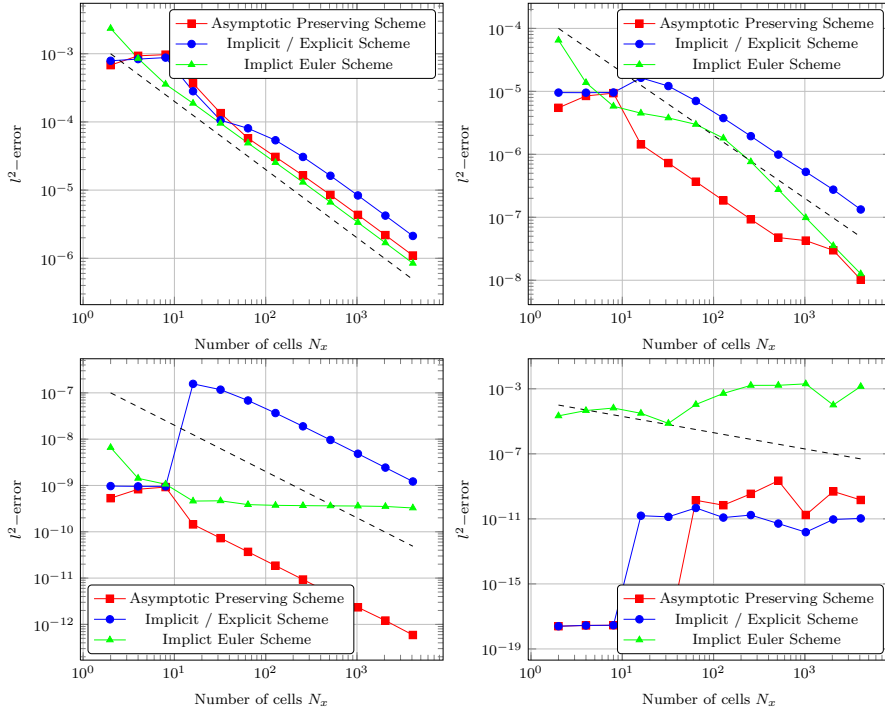 10^{-3}
10^{-4}
10^{-5}
10^{-6}
l^2−error
10^0
10^1
10^2
10^3
Number of cells N_x
Asymptotic Preserving Scheme
Implicit / Explicit Scheme
Implict Euler Scheme
10^{-4}
10^{-5}
10^{-6}
10^{-7}
10^{-8}
l^2−error
10^0
10^1
10^2
10^3
Number of cells N_x
Asymptotic Preserving Scheme
Implicit / Explicit Scheme
Implict Euler Scheme
10^{-7}
10^{-8}
10^{-9}
10^{-10}
10^{-11}
10^{-12}
l^2−error
10^0
10^1
10^2
10^3
Number of cells N_x
Asymptotic Preserving Scheme
Implicit / Explicit Scheme
Implict Euler Scheme
10^{-3}
10^{-7}
10^{-11}
10^{-15}
10^{-19}
l^2−error
10^0
10^1
10^2
10^3
Number of cells N_x
Asymptotic Preserving Scheme
Implicit / Explicit Scheme
Implict Euler Scheme